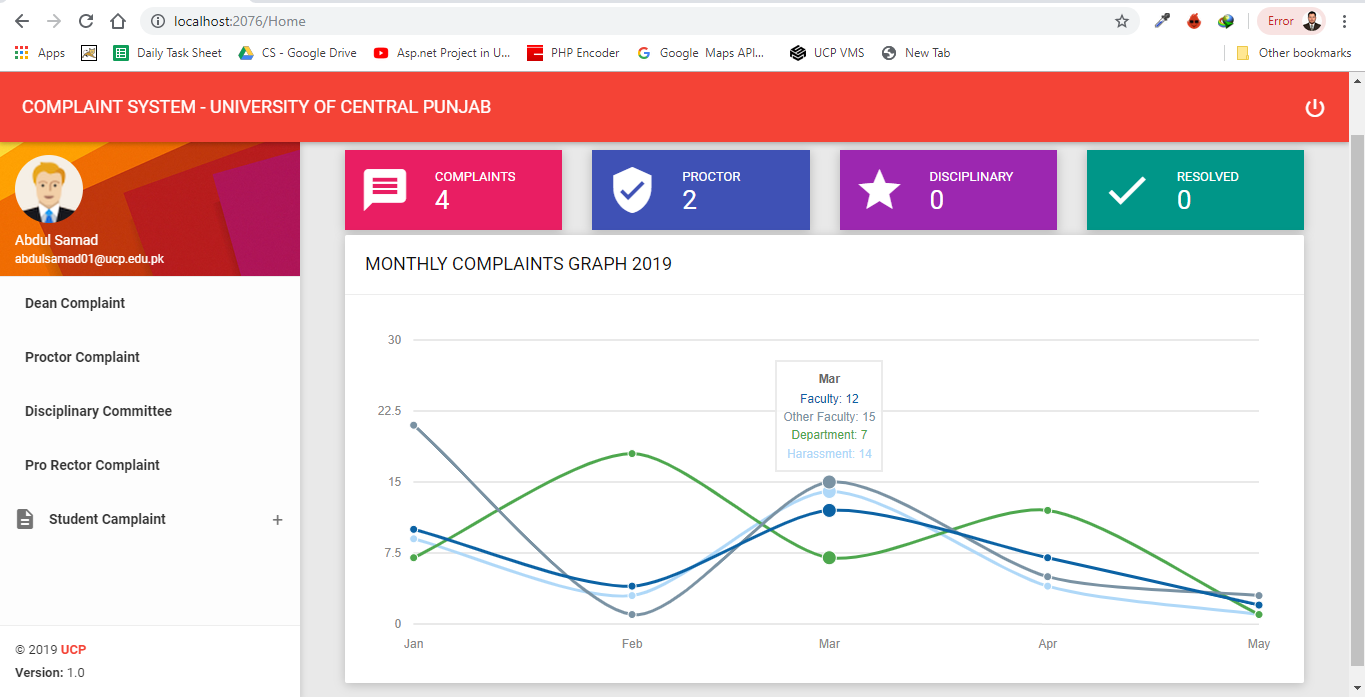 localhost:2076/Home
Error
Apps
Daily Task Sheet
CS - Google Drive
Asp.net Project in U...
PHP Encoder
Google Maps API...
UCP VMS
New Tab
Other bookmarks
COMPLAINT SYSTEM - UNIVERSITY OF CENTRAL PUNJAB
Abdul Samad
abdulsamad01@ucp.edu.pk
Dean Complaint
Proctor Complaint
Disciplinary Committee
Pro Rector Complaint
Student Camplaint +
© 2019 UCP
Version: 1.0
COMPLAINTS
4
PROCTOR
2
DISCIPLINARY
0
RESOLVED
0
MONTHLY COMPLAINTS GRAPH 2019
30
22.5
15
7.5
0
Mar
Faculty: 12
Other Faculty: 15
Department: 7
Harassment: 14
Jan
Feb
Mar
Apr
May